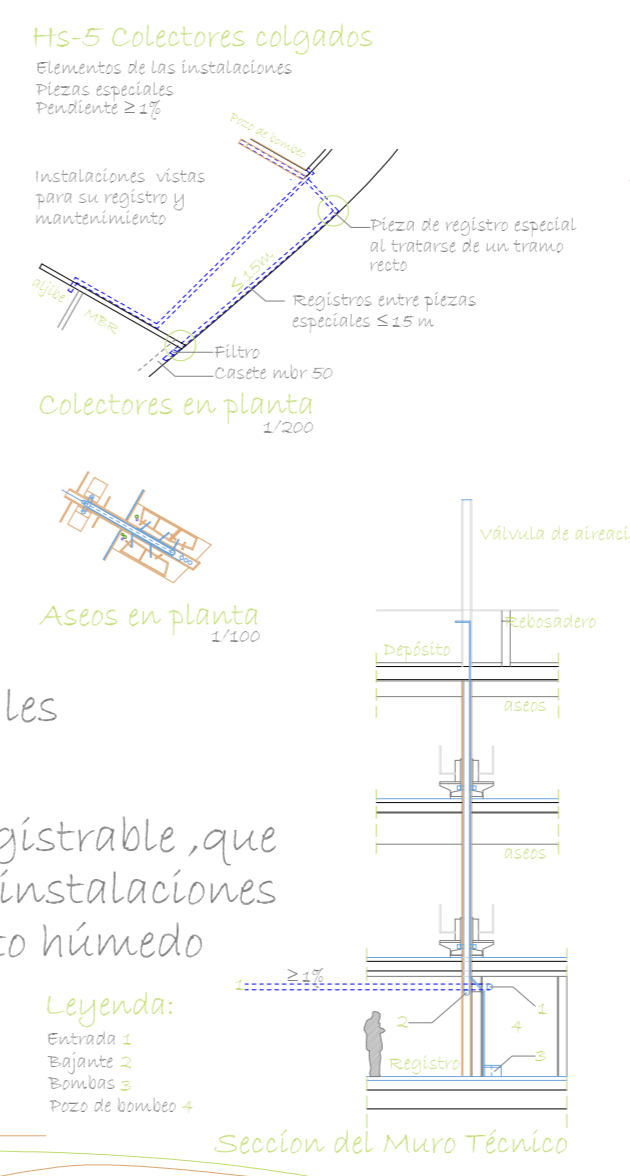 Hs-5 Colectores colgados
Elementos de las instalaciones
Piezas especiales
Pendiente ≥ 1%
Pozo de bombeo
Instalaciones vistas
para su registro y
mantenimiento
Pieza de registro especial
al tratarse de un tramo
recto
≤ 15m
Registros entre piezas
especiales ≤ 15 m
aljibe
MBR
Filtro
Casete mbr 50
Colectores en planta
1/200
Aseos en planta
1/100
Válvula de aireaci
Rebosadero
Depósito
aseos
les
aseos
gistrable ,que
instalaciones
to húmedo
1
≥ 1%
Leyenda:
Entrada 1
Bajante 2
Bombas 3
Pozo de bombeo 4
1
2
4
3
Registro
Seccion del Muro Técnico